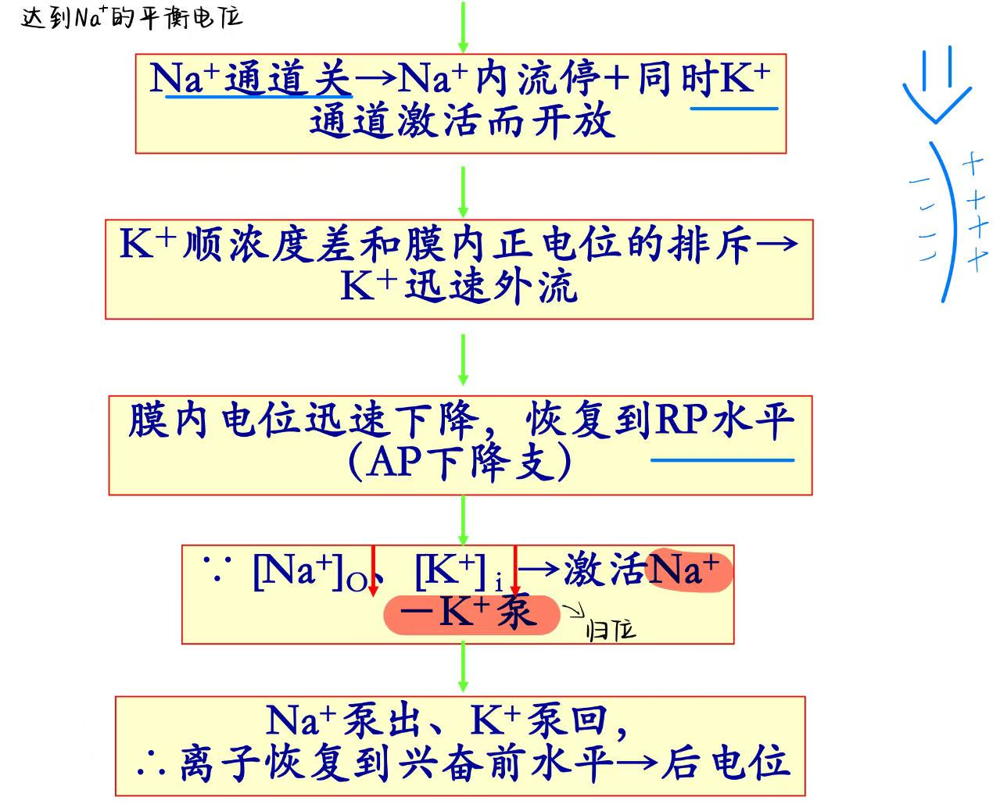 达到Na⁺的平衡电位
Na⁺通道关→Na⁺内流停+同时K⁺
通道激活而开放
K⁺顺浓度差和膜内正电位的排斥→
K⁺迅速外流
膜内电位迅速下降，恢复到RP水平
（AP下降支）
∵ [Na⁺]O、 [K⁺]i→激活Na⁺
－K⁺泵
归位
Na⁺泵出、K⁺泵回，
∴离子恢复到兴奋前水平→后电位